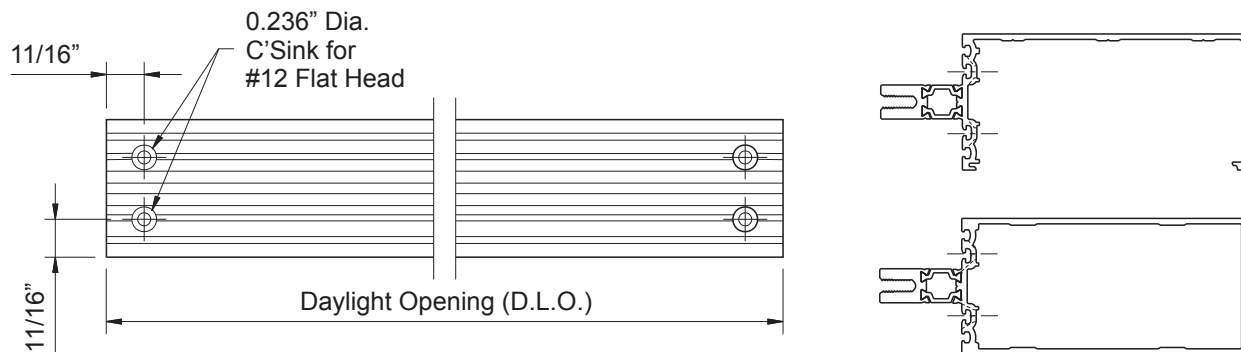 0.236” Dia.
C’Sink for
#12 Flat Head
11/16”
11/16”
Daylight Opening (D.L.O.)